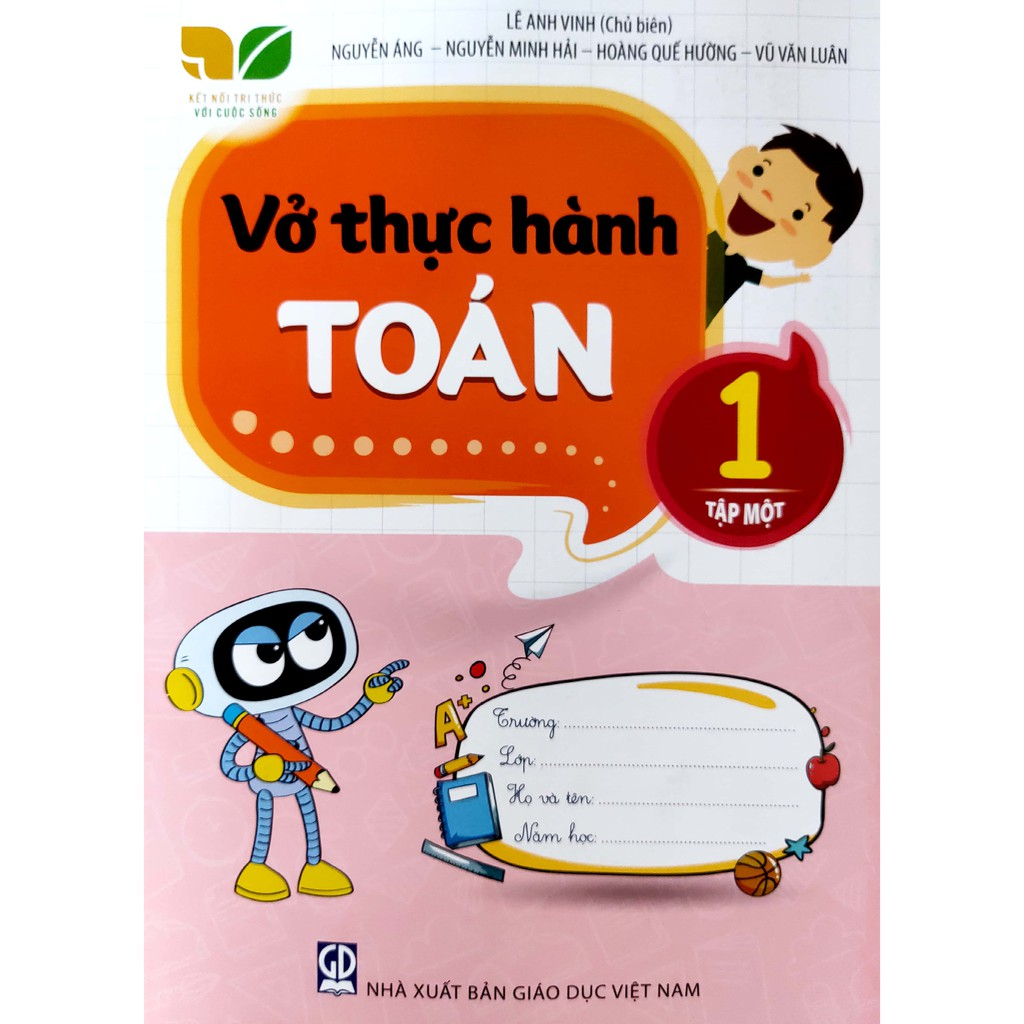 LÊ ANH VINH (Chủ biên)
NGUYỄN ÁNG – NGUYỄN MINH HẢI – HOÀNG QUẾ HƯỜNG – VŨ VĂN LUÂN
KẾT NỐI TRI THỨC
VỚI CUỘC SỐNG
Vở thực hành
TOÁN
1
TẬP MỘT
A+
Trường:
Lớp:
Họ và tên:
Năm học:
GD
NHÀ XUẤT BẢN GIÁO DỤC VIỆT NAM